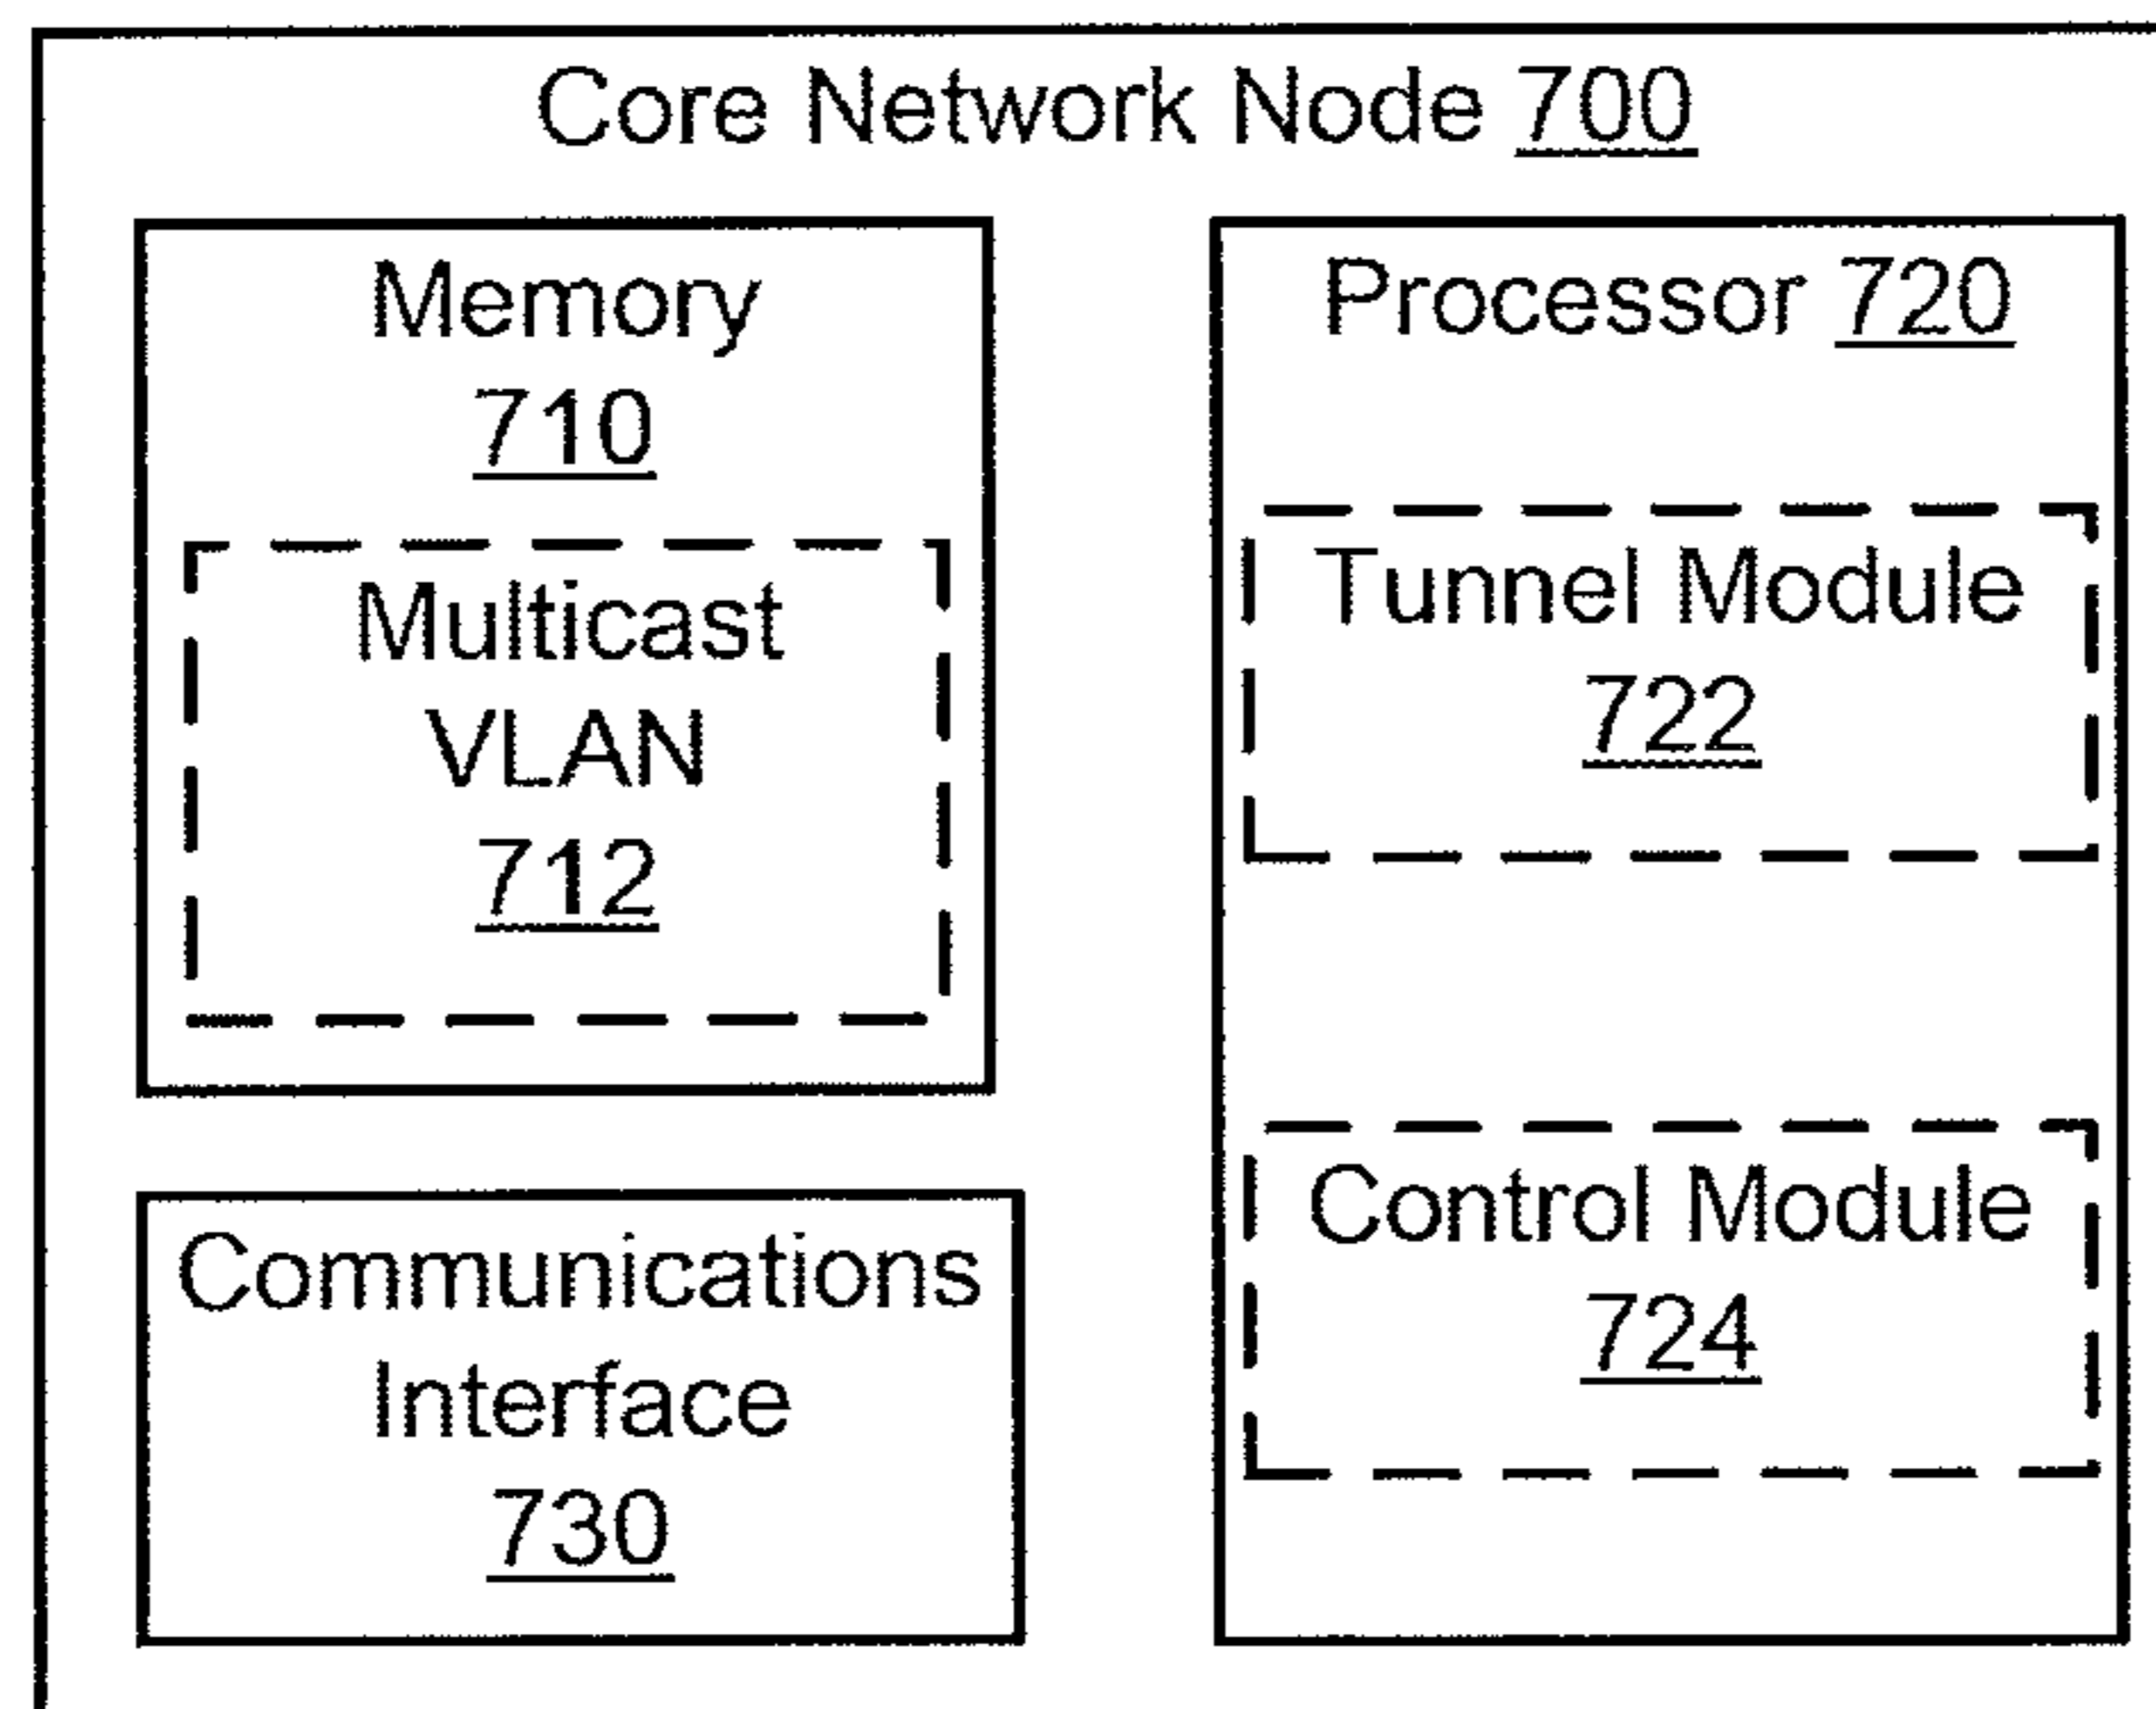 Core Network Node 700
Memory
710
Multicast
VLAN
712
Communications
Interface
730
Processor 720
Tunnel Module
722
Control Module
724